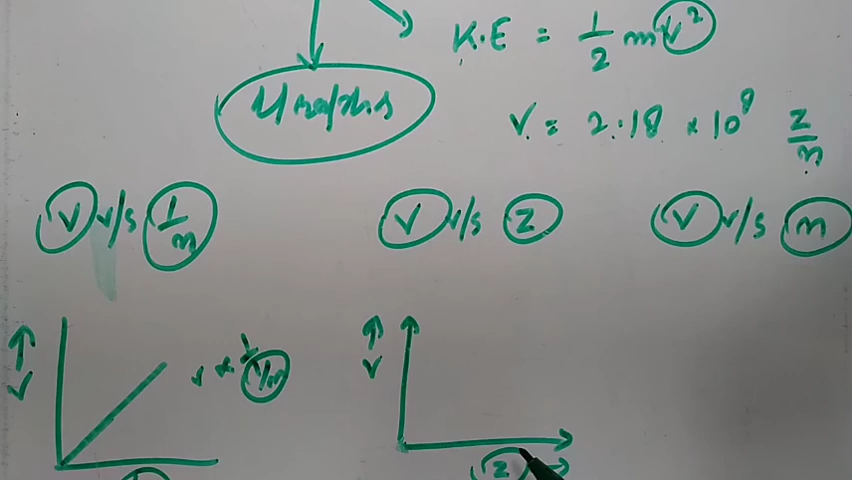 K.E = 1/2 mv²
Graphs
V = 2.18 × 10⁸ Z/n
V v/s 1/n
V v/s Z
V v/s n
↑
V
v ∝ 1/n
↑
V
Z →